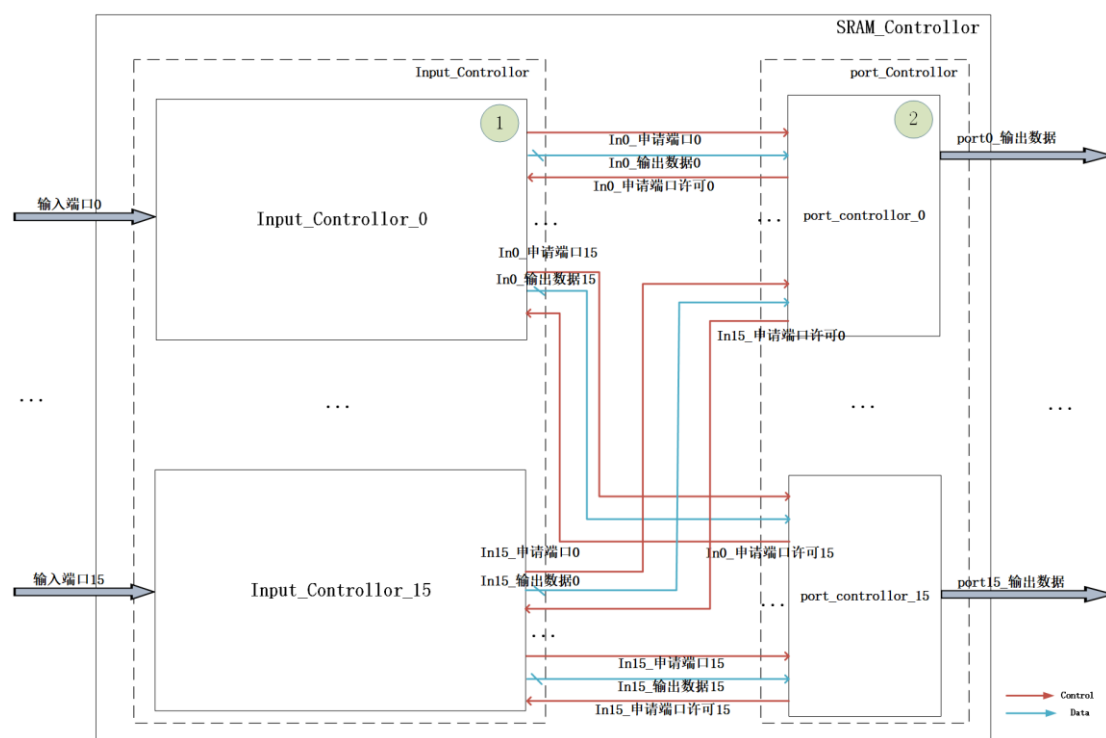 SRAM_Controllor
Input_Controllor
port_Controllor
1
2
In0_申请端口0
In0_输出数据0
In0_申请端口许可0
port0_输出数据
输入端口0
Input_Controllor_0
...
...
port_controller_0
In0_申请端口15
In0_输出数据15
In15_申请端口许可0
...
...
...
...
In15_申请端口0
In0_申请端口许可15
输入端口15
In15_输出数据0
Input_Controllor_15
port_controller_15
port15_输出数据
...
...
In15_申请端口15
In15_输出数据15
In15_申请端口许可15
Control
Data